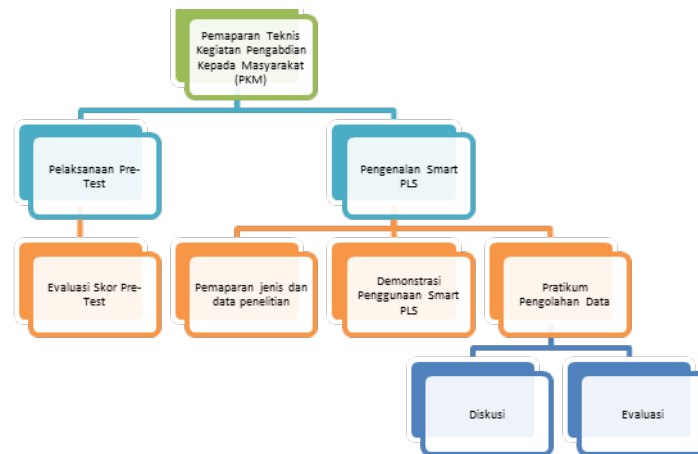 Pemaparan Teknis
Kegiatan Pengabdian
Kepada Masyarakat
(PKM)
Pelaksanaan Pre-
Test
Pengenalan Smart
PLS
Evaluasi Skor Pre-
Test
Pemaparan jenis dan
data penelitian
Demonstrasi
Penggunaan Smart
PLS
Pratikum
Pengolahan Data
Diskusi
Evaluasi